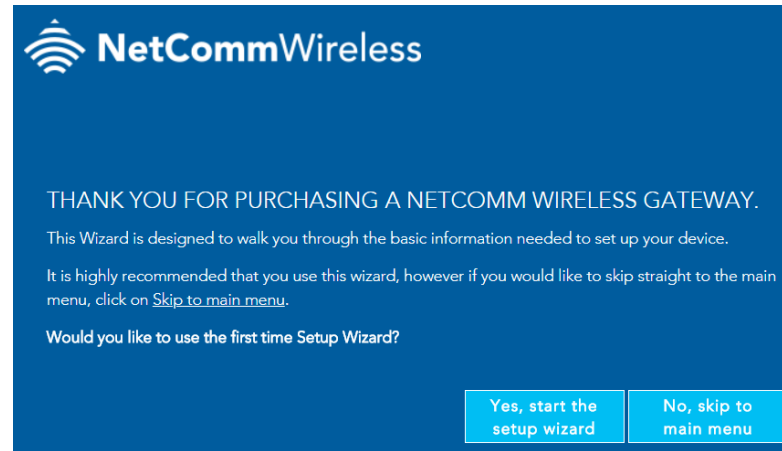 NetCommWireless
THANK YOU FOR PURCHASING A NETCOMM WIRELESS GATEWAY.
This Wizard is designed to walk you through the basic information needed to set up your device.
It is highly recommended that you use this wizard, however if you would like to skip straight to the main
menu, click on Skip to main menu.
Would you like to use the first time Setup Wizard?
Yes, start the
setup wizard
No, skip to
main menu